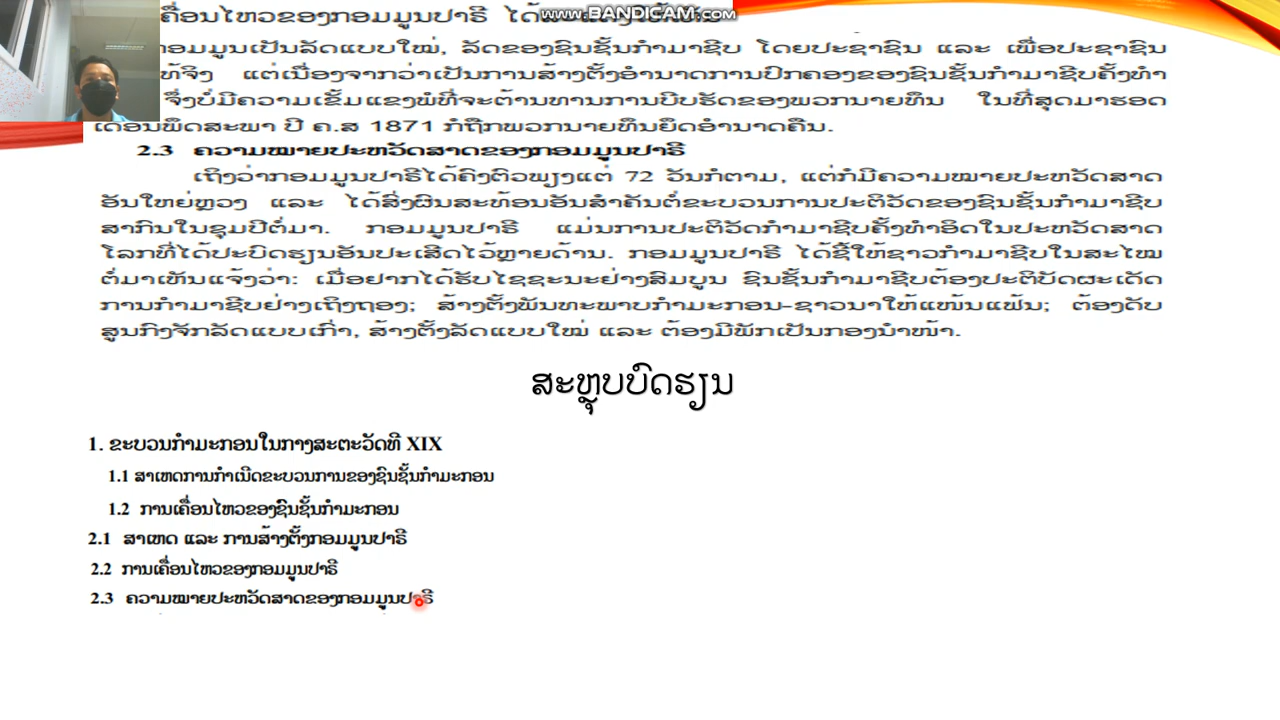 ຄື່ອນໄຫວຂອງກອມມູນປາຣີ ໄດ້
WWW.BANDICAM.COM
ກອມມູນເປັນລັດແບບໃໝ່, ລັດຂອງຊົນຊັ້ນກຳມາຊີບ ໂດຍປະຊາຊົນ ແລະ ເພື່ອປະຊາຊົນ
ທ້ຈິງ ແຕ່ເນື່ອງຈາກວ່າເປັນການສ້າງຕັ້ງອຳນາດການປົກຄອງຂອງຊົນຊັ້ນກຳມາຊີບຄັ້ງທຳ
ຈຶ່ງບໍ່ມີຄວາມເຂັ້ມແຂງພໍທີ່ຈະຕ້ານທານການບີບຮັດຂອງພວກນາຍທຶນ ໃນທີ່ສຸດມາຮອດ
ເດືອນພຶດສະພາ ປີ ຄ.ສ 1871 ກໍຖືກພວກນາຍທຶນຍຶດອຳນາດຄືນ.
2.3 ຄວາມໝາຍປະຫວັດສາດຂອງກອມມູນປາຣີ
ເຖິງວ່າກອມມູນປາຣີໄດ້ຄົງຕົວພຽງແຕ່ 72 ວັນກໍຕາມ, ແຕ່ກໍມີຄວາມໝາຍປະຫວັດສາດ
ອັນໃຫຍ່ຫຼວງ ແລະ ໄດ້ສິ່ງຜົນສະທ້ອນອັນສຳຄັນຕໍ່ຂະບວນການປະຕິວັດຂອງຊົນຊັ້ນກຳມາຊີບ
ສາກົນໃນຊຸມປີຕໍ່ມາ. ກອມມູນປາຣີ ແມ່ນການປະຕິວັດກຳມາຊີບຄັ້ງທຳອິດໃນປະຫວັດສາດ
ໂລກທີ່ໄດ້ປະບົດຮຽນອັນປະເສີດໄວ້ຫຼາຍດ້ານ. ກອມມູນປາຣີ ໄດ້ຊີ້ໃຫ້ຊາວກຳມາຊີບໃນສະໄໝ
ຕໍ່ມາເຫັນແຈ້ງວ່າ: ເມື່ອຢາກໄດ້ຮັບໄຊຊະນະຢ່າງສົມບູນ ຊົນຊັ້ນກຳມາຊີບຕ້ອງປະຕິບັດຜະເດັດ
ການກຳມາຊີບຢ່າງເຖິງຖອງ; ສ້າງຕັ້ງພັນທະພາບກຳມະກອນ-ຊາວນາໃຫ້ແໜ້ນແຟ້ນ; ຕ້ອງດັບ
ສູນກົງຈັກລັດແບບເກົ່າ, ສ້າງຕັ້ງລັດແບບໃໝ່ ແລະ ຕ້ອງມີພັກເປັນກອງນຳໜ້າ.
ສະຫຼຸບບົດຮຽນ
1. ຂະບວນກຳມະກອນໃນກາງສະຕະວັດທີ XIX
1.1 ສາເຫດການກຳເນີດຂະບວນການຂອງຊົນຊັ້ນກຳມະກອນ
1.2 ການເຄື່ອນໄຫວຂອງຊົນຊັ້ນກຳມະກອນ
2.1 ສາເຫດ ແລະ ການສ້າງຕັ້ງກອມມູນປາຣີ
2.2 ການເຄື່ອນໄຫວຂອງກອມມູນປາຣີ
2.3 ຄວາມໝາຍປະຫວັດສາດຂອງກອມມູນປາຣີ